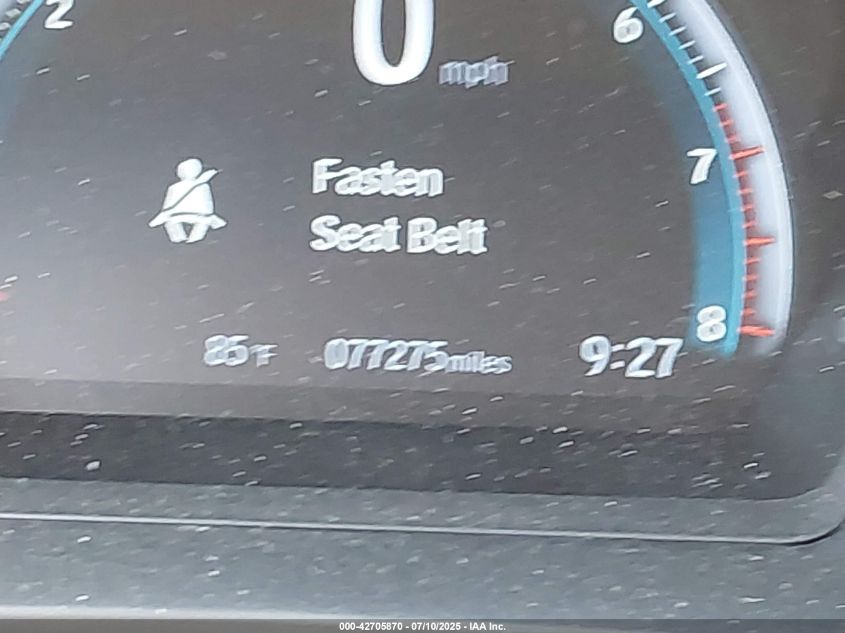 2
0 mph
6
7
Fasten
Seat Belt
8
85°F 077275miles 9:27
000-42705870 - 07/10/2025 - IAA Inc.